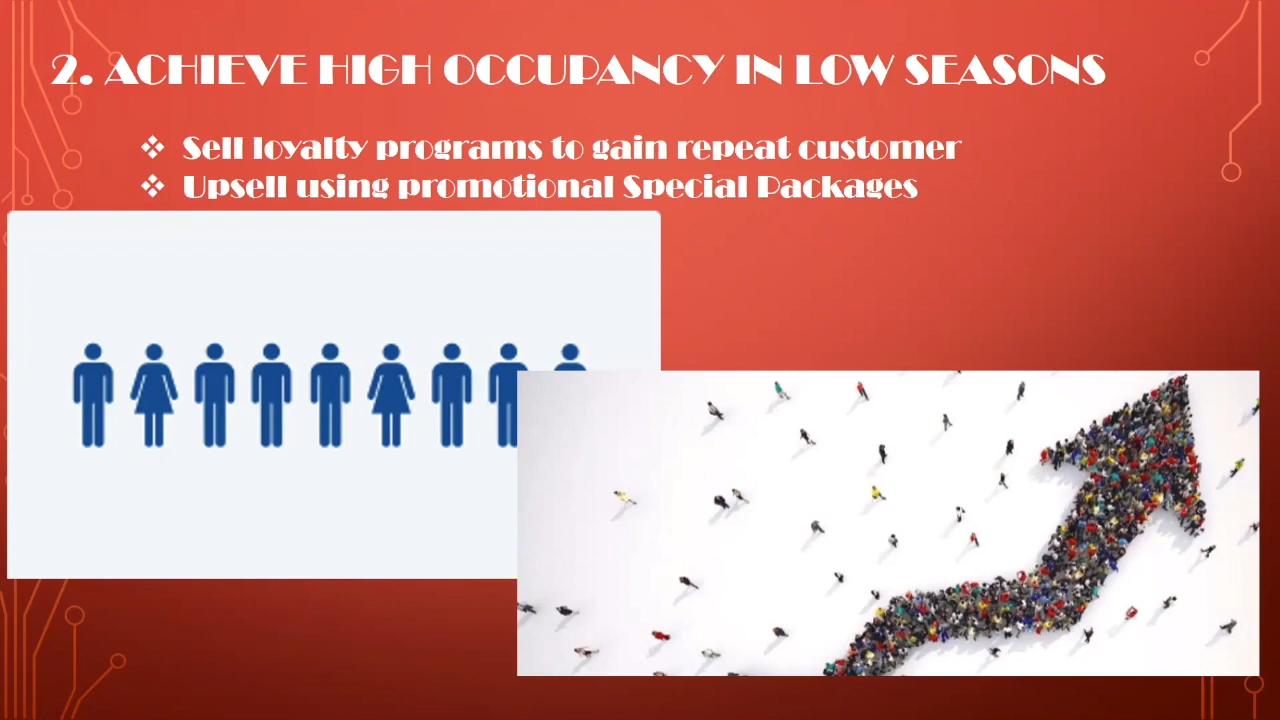 2. ACHIEVE HIGH OCCUPANCY IN LOW SEASONS
❖ Sell loyalty programs to gain repeat customer
❖ Upsell using promotional Special Packages